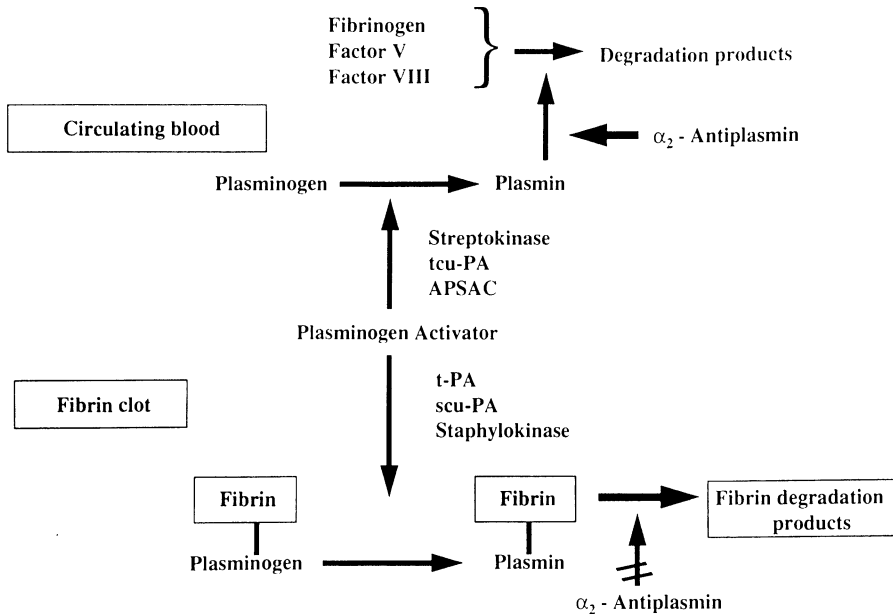 Fibrinogen
Factor V
Factor VIII
Degradation products
Circulating blood
α₂ - Antiplasmin
Plasminogen
Plasmin
Streptokinase
tcu-PA
APSAC
Plasminogen Activator
t-PA
scu-PA
Staphylokinase
Fibrin clot
Fibrin
Fibrin
Fibrin degradation
products
Plasminogen
Plasmin
α₂ - Antiplasmin